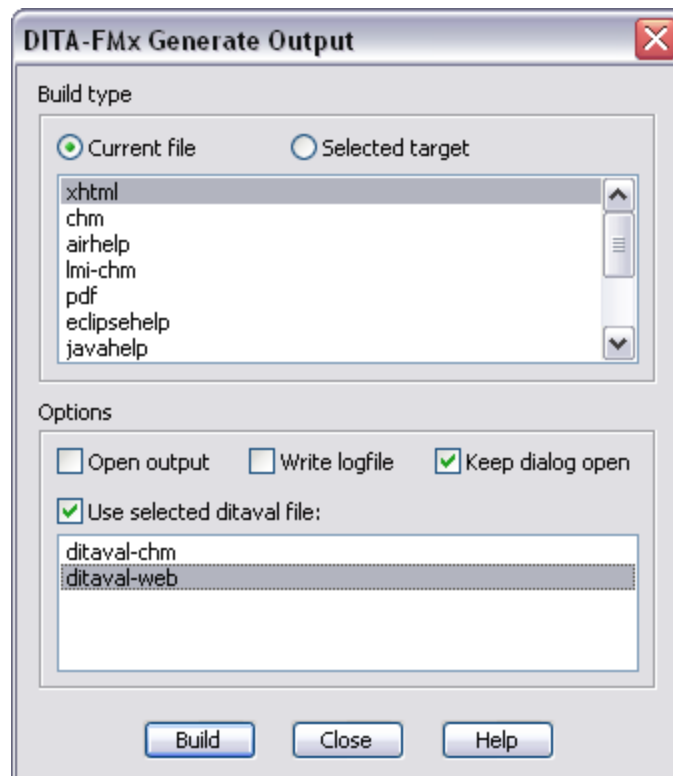 DITA-FMx Generate Output
Build type
Current file Selected target
xhtml
chm
airhelp
lmi-chm
pdf
eclipsehelp
javahelp
Options
Open output Write logfile Keep dialog open
Use selected ditaval file:
ditaval-chm
ditaval-web
Build Close Help